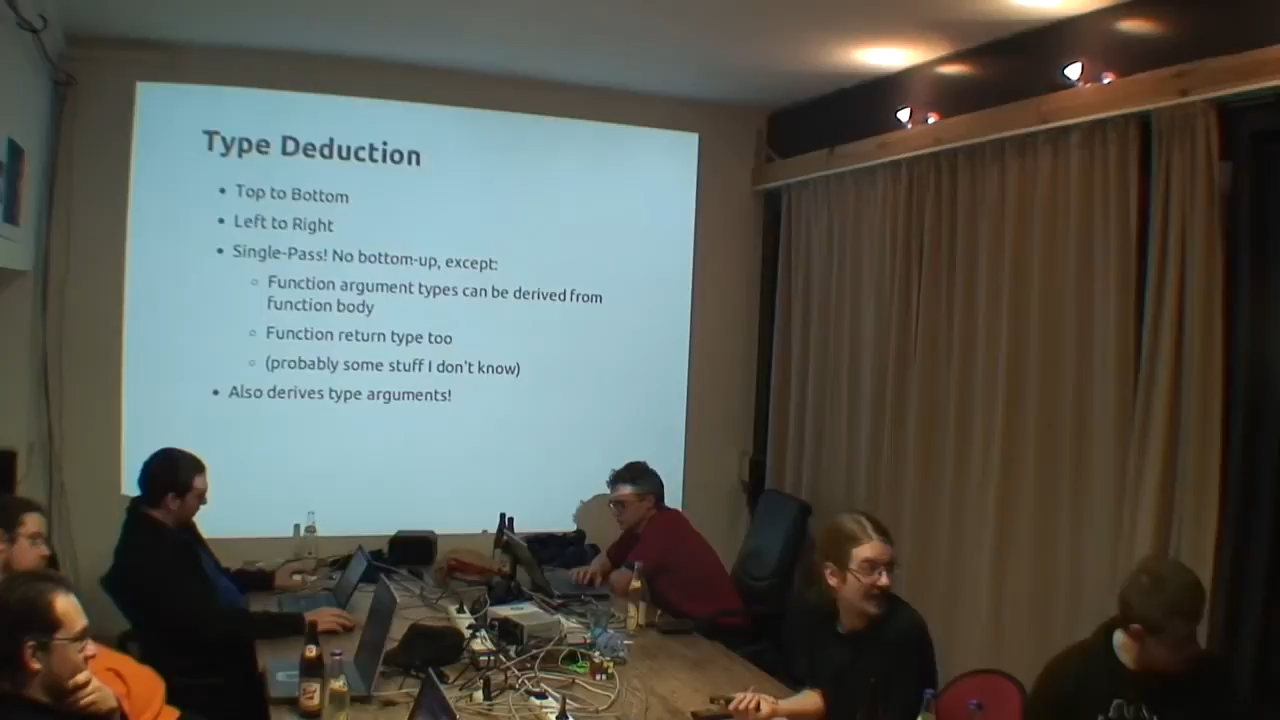 Type Deduction
• Top to Bottom
• Left to Right
• Single-Pass! No bottom-up, except:
◦ Function argument types can be derived from
function body
◦ Function return type too
◦ (probably some stuff I don't know)
• Also derives type arguments!